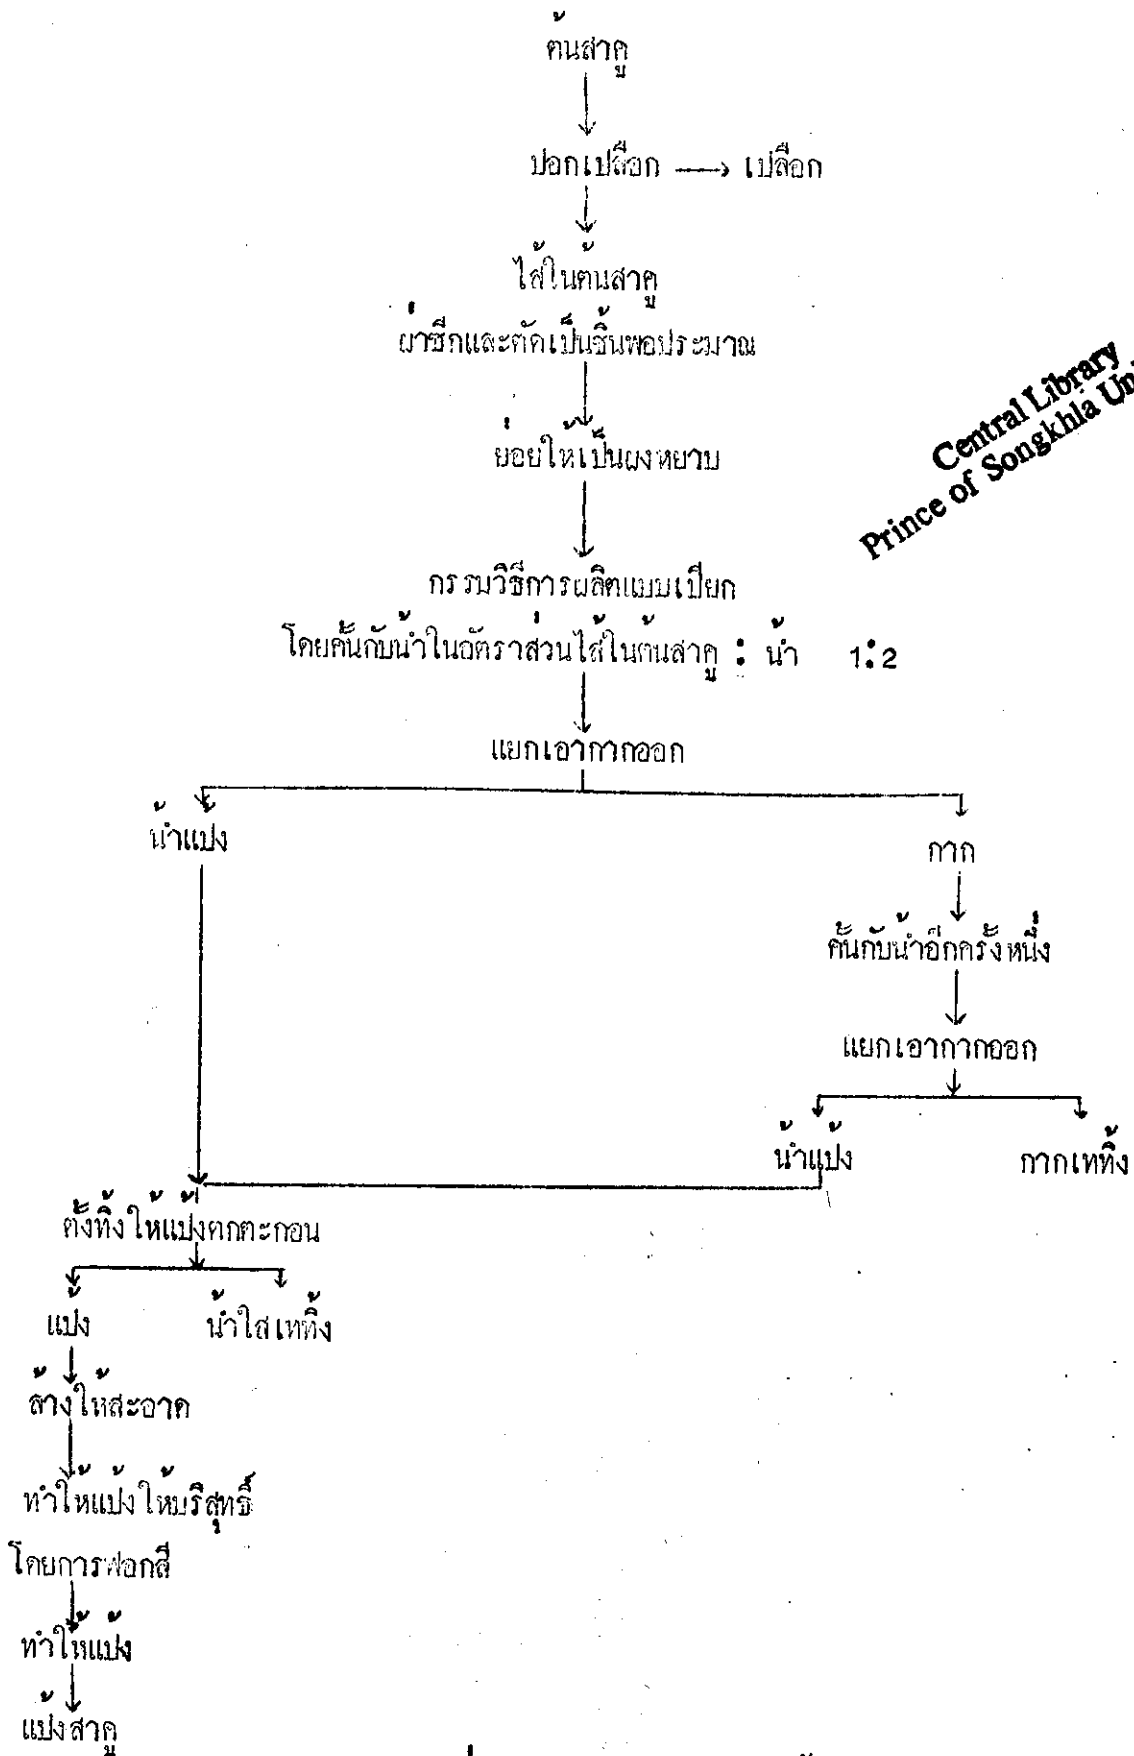 ต้นสาคู
ปอกเปลือก → เปลือก
ไส้ในต้นสาคู
ผ่าซีกและตัดเป็นชิ้นพอประมาณ
Central Library
Prince of Songkhla
ย่อยให้เป็นผงหยาบ
กรรมวิธีการผลิตแบบเปียก
โดยคั้นกับน้ำในอัตราส่วนไส้ในต้นสาคู : น้ำ 1:2
แยกเอากากออก
น้ำแป้ง
กาก
คั้นกับน้ำอีกครั้งหนึ่ง
แยกเอากากออก
น้ำแป้ง กากเททิ้ง
ตั้งทิ้งให้แป้งตกตะกอน
แป้ง น้ำใสเททิ้ง
ล้างให้สะอาด
ทำให้แป้งให้บริสุทธิ์
โดยการฟอกสี
ทำให้แป้ง
แป้งสาคู